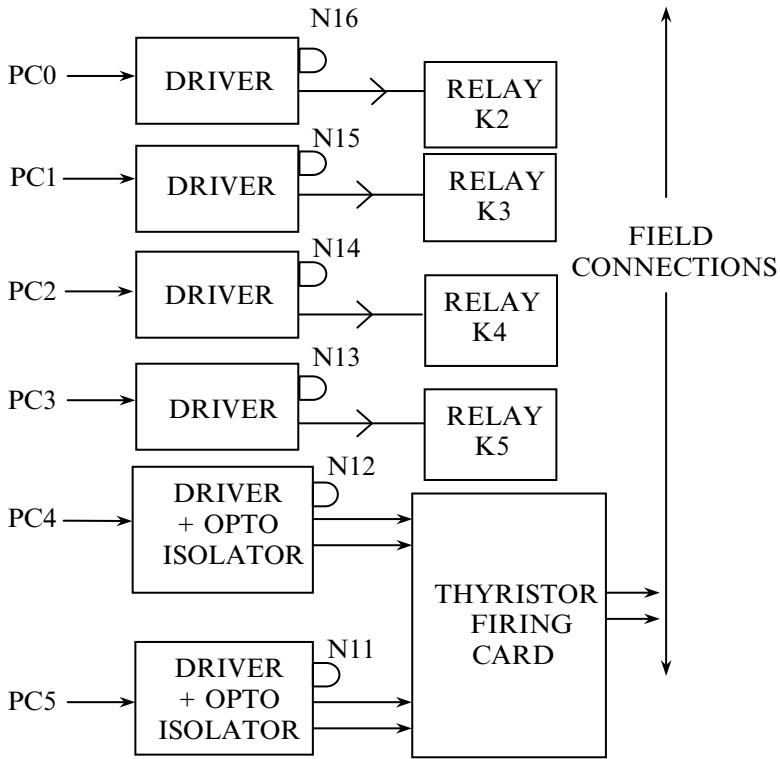 N16
PC0
DRIVER
RELAY
K2
N15
PC1
DRIVER
RELAY
K3
N14
PC2
DRIVER
RELAY
K4
FIELD
CONNECTIONS
N13
PC3
DRIVER
RELAY
K5
N12
PC4
DRIVER
+ OPTO
ISOLATOR
THYRISTOR
FIRING
CARD
N11
PC5
DRIVER
+ OPTO
ISOLATOR